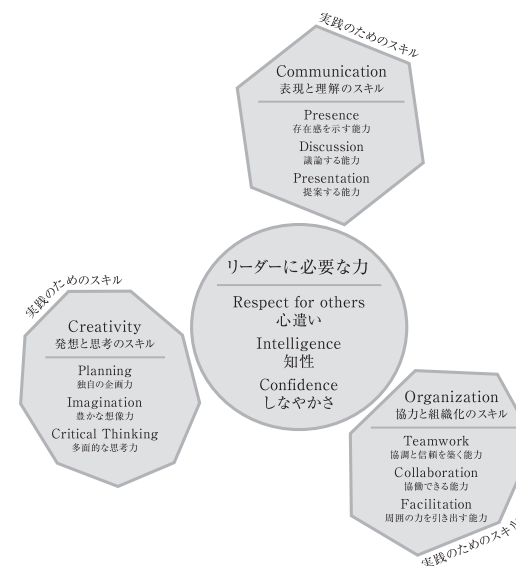 実践のためのスキル
Communication
表現と理解のスキル
Presence
存在感を示す能力
Discussion
議論する能力
Presentation
提案する能力
リーダーに必要な力
Respect for others
心遣い
Intelligence
知性
Confidence
しなやかさ
実践のためのスキル
Creativity
発想と思考のスキル
Planning
独自の企画力
Imagination
豊かな想像力
Critical Thinking
多面的な思考力
Organization
協力と組織化のスキル
Teamwork
協調と信頼を築く能力
Collaboration
協働できる能力
Facilitation
周囲の力を引き出す能力
実践のためのスキル